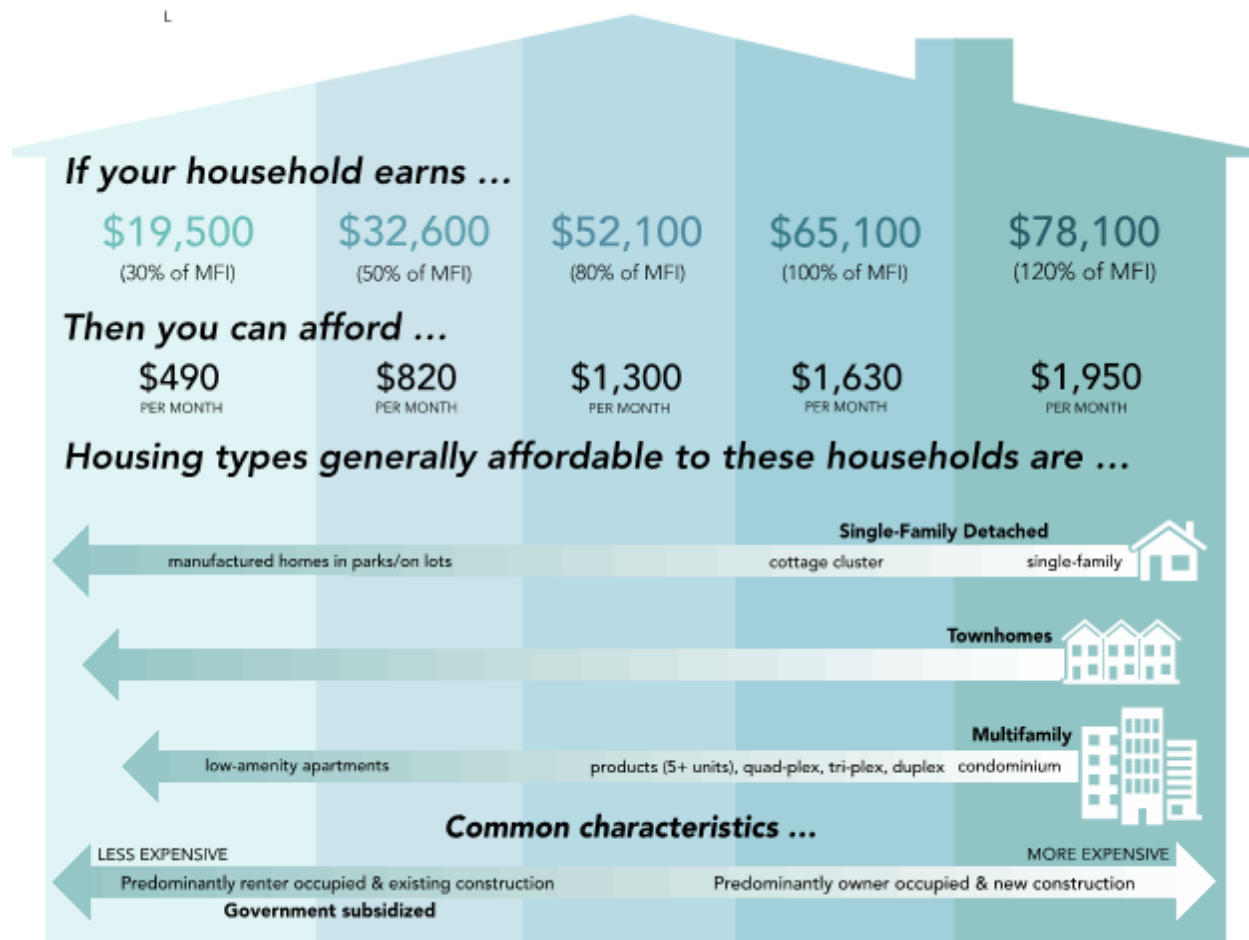 L
If your household earns ...
$19,500 $32,600 $52,100 $65,100 $78,100
(30% of MFI) (50% of MFI) (80% of MFI) (100% of MFI) (120% of MFI)
Then you can afford ...
$490 $820 $1,300 $1,630 $1,950
PER MONTH PER MONTH PER MONTH PER MONTH PER MONTH
Housing types generally affordable to these households are ...
Single-Family Detached
manufactured homes in parks/on lots cottage cluster single-family
Townhomes
Multifamily
low-amenity apartments products (5+ units), quad-plex, tri-plex, duplex condominium
Common characteristics ...
LESS EXPENSIVE MORE EXPENSIVE
Predominantly renter occupied & existing construction Predominantly owner occupied & new construction
Government subsidized